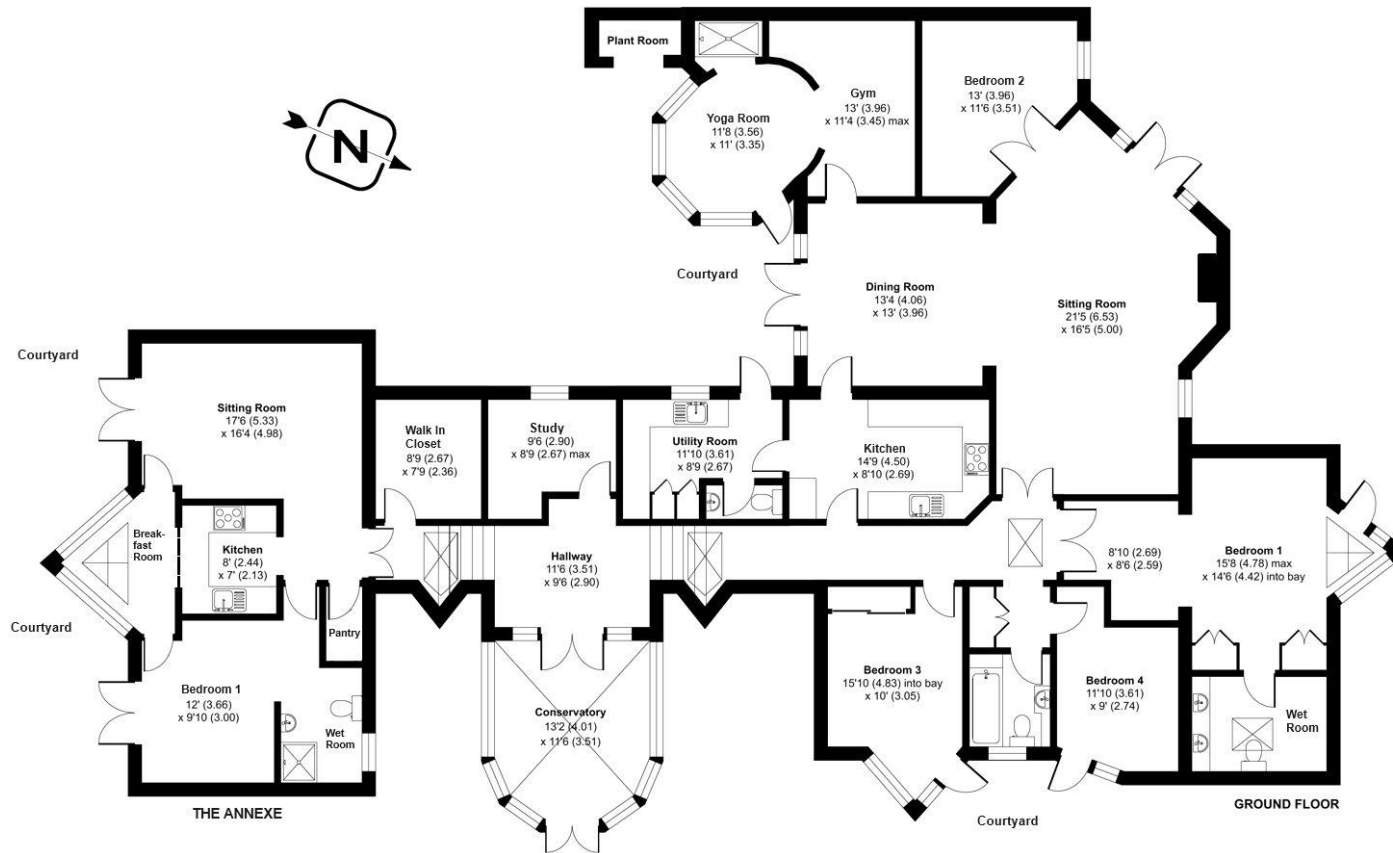 Plant Room
Gym
13' (3.96)
x 11'4 (3.45) max
Bedroom 2
13' (3.96)
x 11'6 (3.51)
Yoga Room
11'8 (3.56)
x 11' (3.35)
N
Courtyard
Dining Room
13'4 (4.06)
x 13' (3.96)
Sitting Room
21'5 (6.53)
x 16'5 (5.00)
Courtyard
Sitting Room
17'6 (5.33)
x 16'4 (4.98)
Walk In
Closet
8'9 (2.67)
x 7'9 (2.36)
Study
9'6 (2.90)
x 8'9 (2.67) max
Utility Room
11'10 (3.61)
x 8'9 (2.67)
Kitchen
14'9 (4.50)
x 8'10 (2.69)
Break-
fast
Room
Kitchen
8' (2.44)
x 7' (2.13)
Hallway
11'6 (3.51)
x 9'6 (2.90)
8'10 (2.69)
x 8'6 (2.59)
Bedroom 1
15'8 (4.78) max
x 14'6 (4.42) into bay
Courtyard
Pantry
Bedroom 1
12' (3.66)
x 9'10 (3.00)
Wet
Room
Conservatory
13'2 (4.01)
x 11'6 (3.51)
Bedroom 3
15'10 (4.83) into bay
x 10' (3.05)
Bedroom 4
11'10 (3.61)
x 9' (2.74)
Wet
Room
THE ANNEXE
Courtyard
GROUND FLOOR